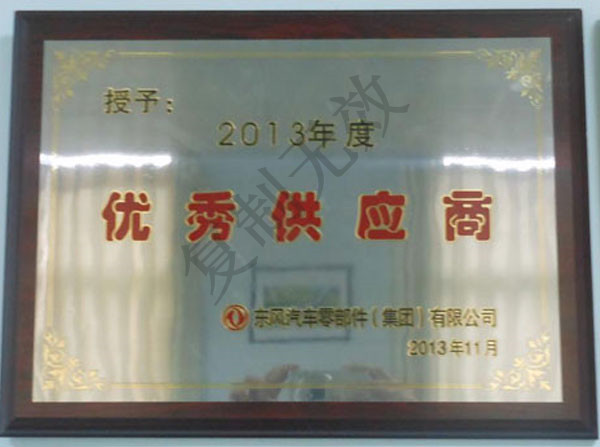 授予：
2013年度
优秀供应商
东风汽车零部件（集团）有限公司
2013年11月
复制无效